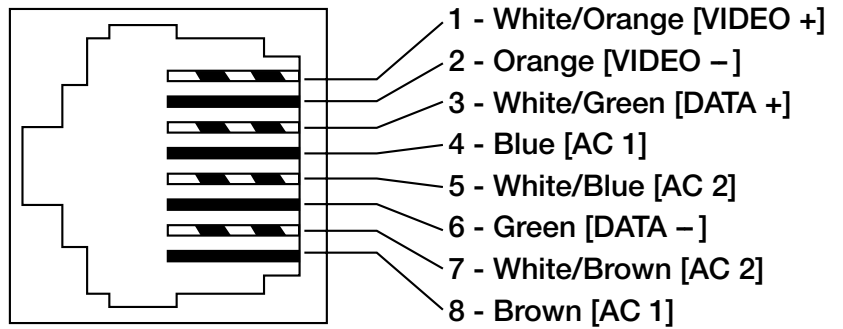 1 - White/Orange [VIDEO +]
2 - Orange [VIDEO – ]
3 - White/Green [DATA +]
4 - Blue [AC 1]
5 - White/Blue [AC 2]
6 - Green [DATA – ]
7 - White/Brown [AC 2]
8 - Brown [AC 1]